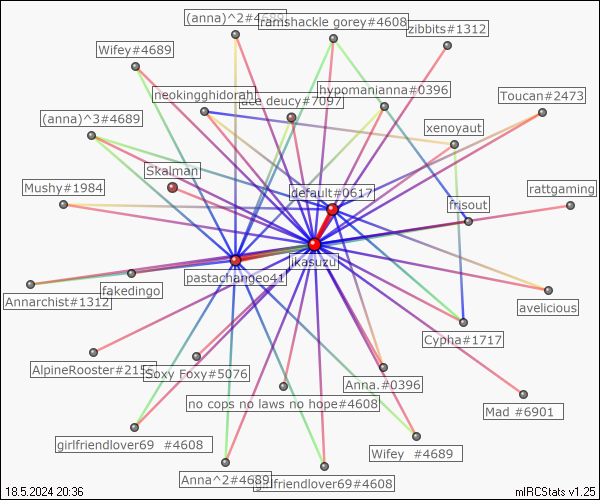 (anna)^2#4689
ramshackle gorey#4608
zibbits#1312
Wifey#4689
neokingghidorah
ace deucy#7097
hypomanianna#0396
Toucan#2473
(anna)^3#4689
xenoyaut
Skalman
Mushy#1984
default#0617
frisout
rattgaming
ikasuzu
pastachangeo41
Annarchist#1312
fakedingo
avelicious
Cypha#1717
AlpineRooster#2155
Soxy Foxy#5076
Anna.#0396
no cops no laws no hope#4608
Mad #6901
girlfriendlover69 #4608
Wifey #4689
Anna^2#4689
girlfriendlover69#4608
18.5.2024 20:36
mIRCStats v1.25